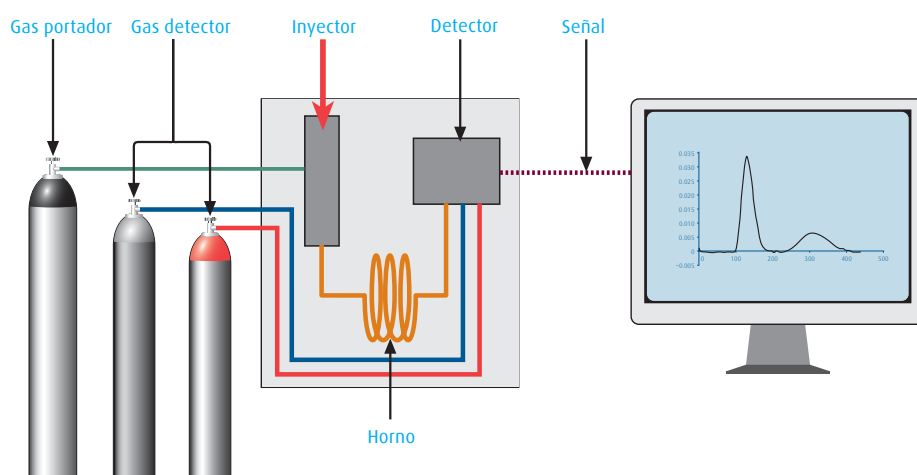 Gas portador
Gas detector
Inyector
Detector
Señal
0.035
0.030
0.025
0.020
0.015
0.010
0.005
0
−0.005
0 100 200 300 400 500
Horno